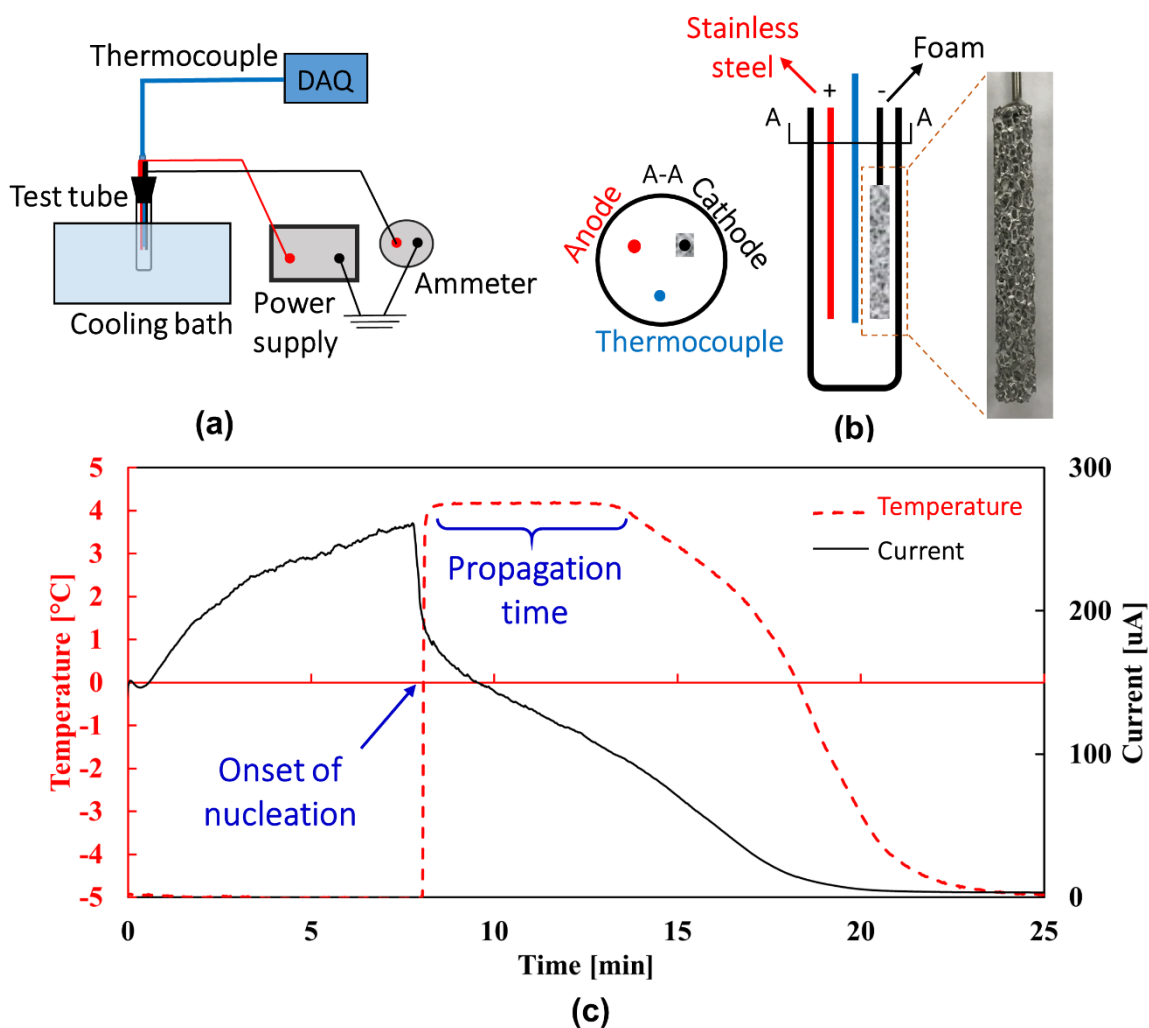 Thermocouple
DAQ
Test tube
Cooling bath
Power
supply
Ammeter
(a)
Stainless
steel
Foam
+
-
A
A
A-A
Anode
Cathode
Thermocouple
(b)
5
4
3
2
1
0
-1
-2
-3
-4
-5
Temperature [°C]
300
200
100
0
Current [uA]
Temperature
Current
Propagation
time
Onset of
nucleation
0
5
10
15
20
25
Time [min]
(c)